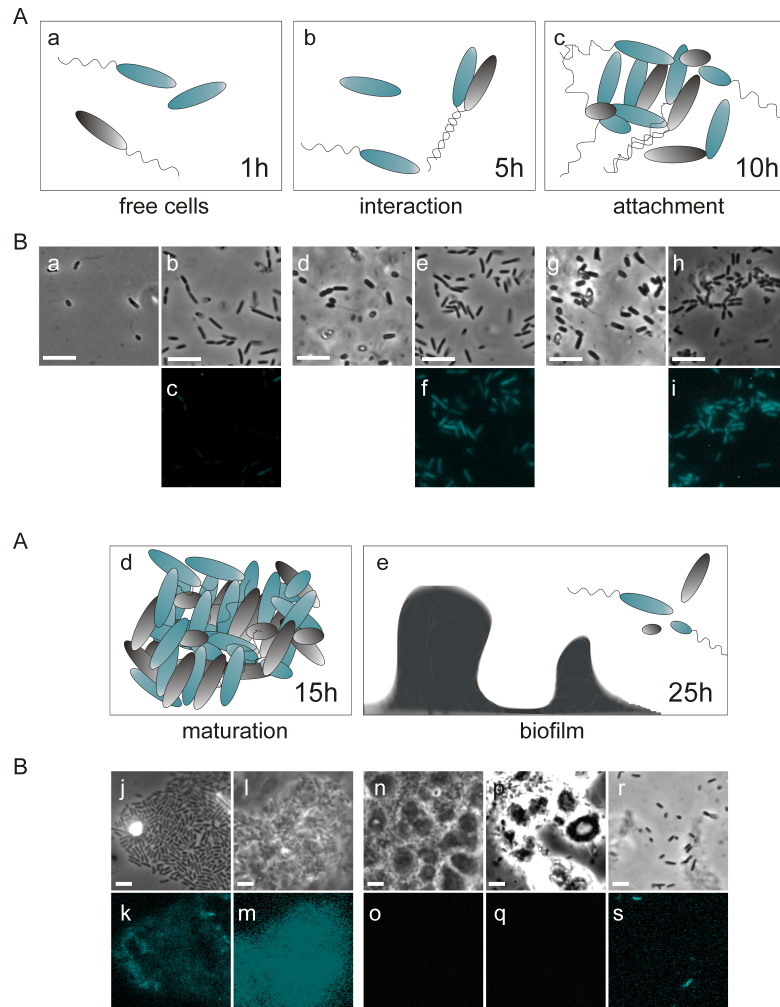 A
a
b
c
1h
5h
10h
free cells
interaction
attachment
B
a
b
d
e
g
h
c
f
i
A
d
e
15h
25h
maturation
biofilm
B
j
l
n
p
r
k
m
o
q
s